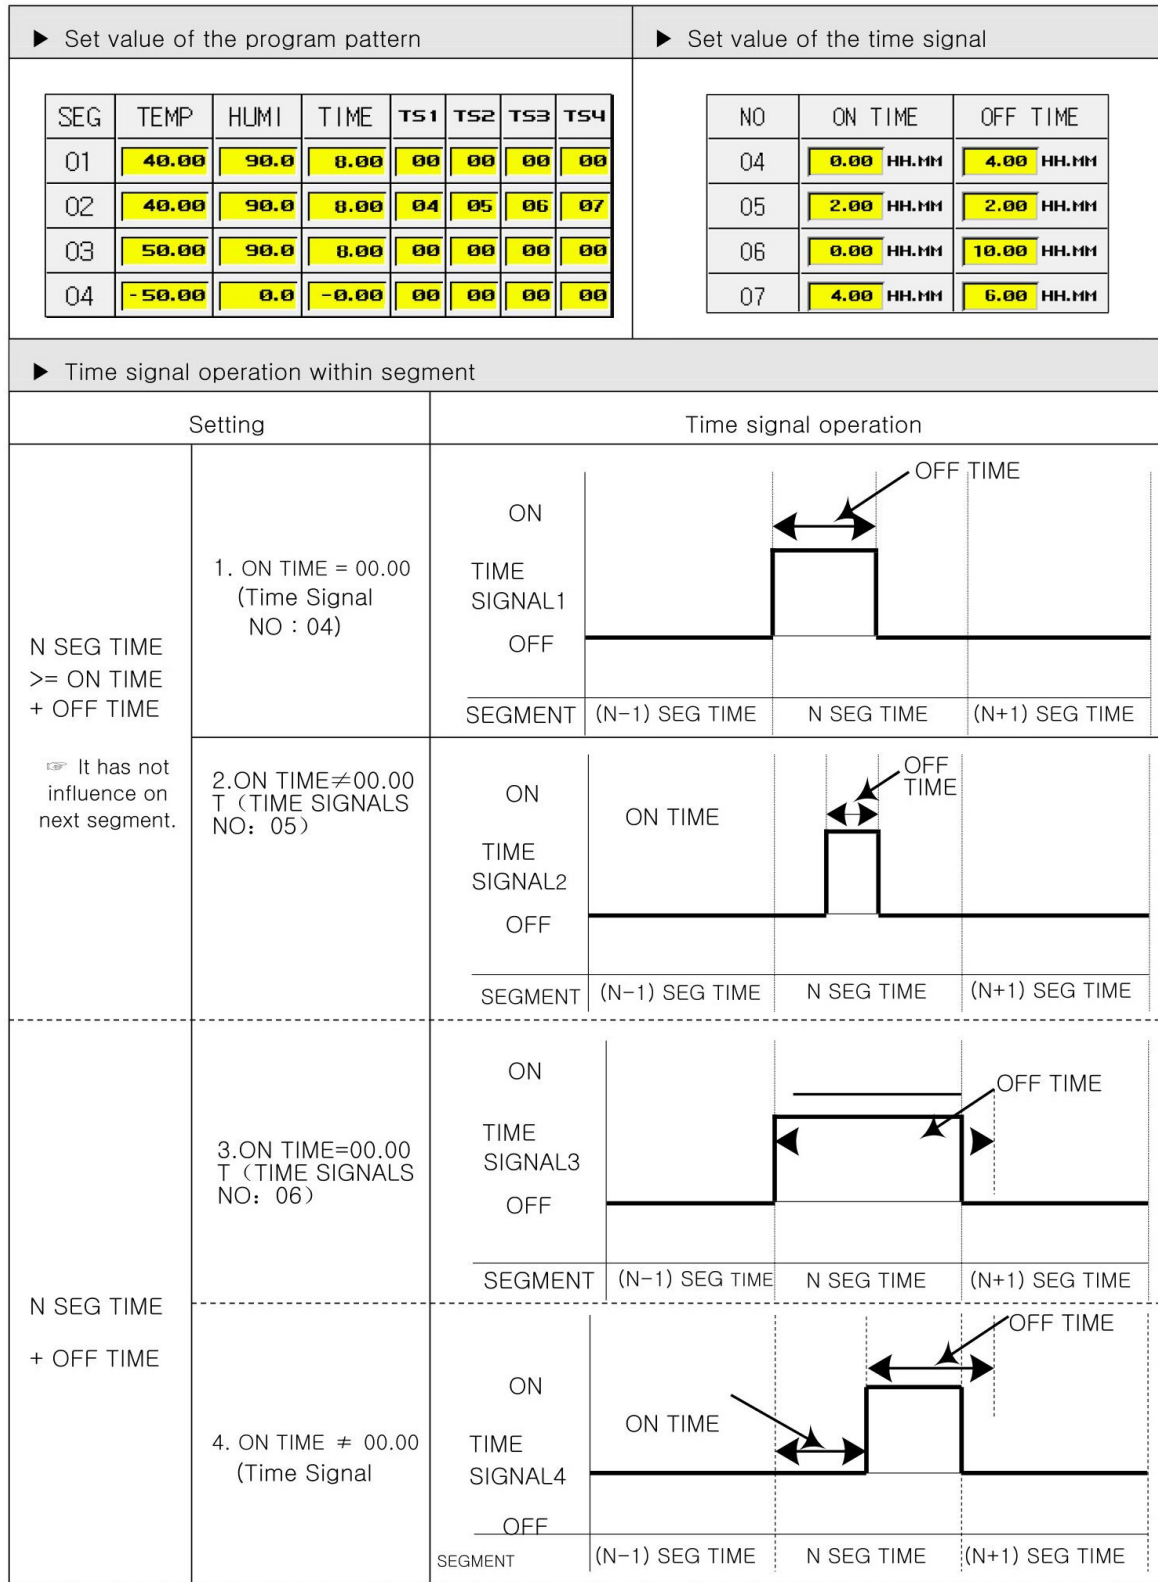 ▶ Set value of the program pattern
▶ Set value of the time signal
SEG TEMP HUMI TIME TS1 TS2 TS3 TS4
01 40.00 90.0 8.00 00 00 00 00
02 40.00 90.0 8.00 04 05 06 07
03 50.00 90.0 8.00 00 00 00 00
04 -50.00 0.0 -0.00 00 00 00 00
NO ON TIME OFF TIME
04 0.00 HH.MM 4.00 HH.MM
05 2.00 HH.MM 2.00 HH.MM
06 0.00 HH.MM 10.00 HH.MM
07 4.00 HH.MM 6.00 HH.MM
▶ Time signal operation within segment
Setting
Time signal operation
N SEG TIME
>= ON TIME
+ OFF TIME
☞ It has not
influence on
next segment.
1. ON TIME = 00.00
(Time Signal
NO : 04)
OFF TIME
ON
TIME
SIGNAL1
OFF
SEGMENT (N-1) SEG TIME N SEG TIME (N+1) SEG TIME
2.ON TIME≠00.00
T（TIME SIGNALS
NO：05）
OFF
TIME
ON
ON TIME
TIME
SIGNAL2
OFF
SEGMENT (N-1) SEG TIME N SEG TIME (N+1) SEG TIME
N SEG TIME
+ OFF TIME
3.ON TIME=00.00
T（TIME SIGNALS
NO：06）
ON
OFF TIME
TIME
SIGNAL3
OFF
SEGMENT (N-1) SEG TIME N SEG TIME (N+1) SEG TIME
4. ON TIME ≠ 00.00
(Time Signal
OFF TIME
ON
ON TIME
TIME
SIGNAL4
OFF
SEGMENT (N-1) SEG TIME N SEG TIME (N+1) SEG TIME